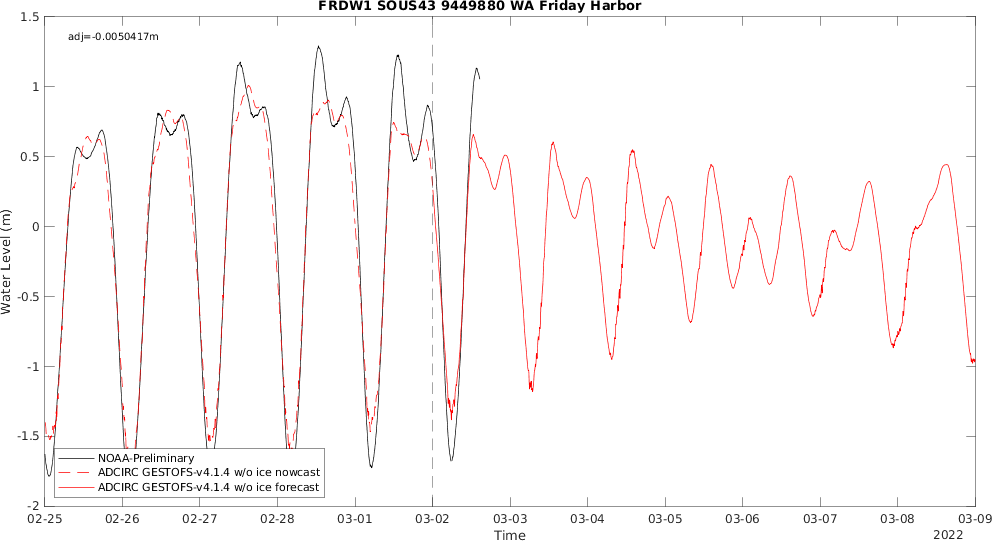 FRDW1 SOUS43 9449880 WA Friday Harbor
adj=-0.0050417m
1.5
1
0.5
0
-0.5
-1
-1.5
-2
Water Level (m)
NOAA-Preliminary
ADCIRC GESTOFS-v4.1.4 w/o ice nowcast
ADCIRC GESTOFS-v4.1.4 w/o ice forecast
02-25 02-26 02-27 02-28 03-01 03-02 03-03 03-04 03-05 03-06 03-07 03-08 03-09
Time
2022